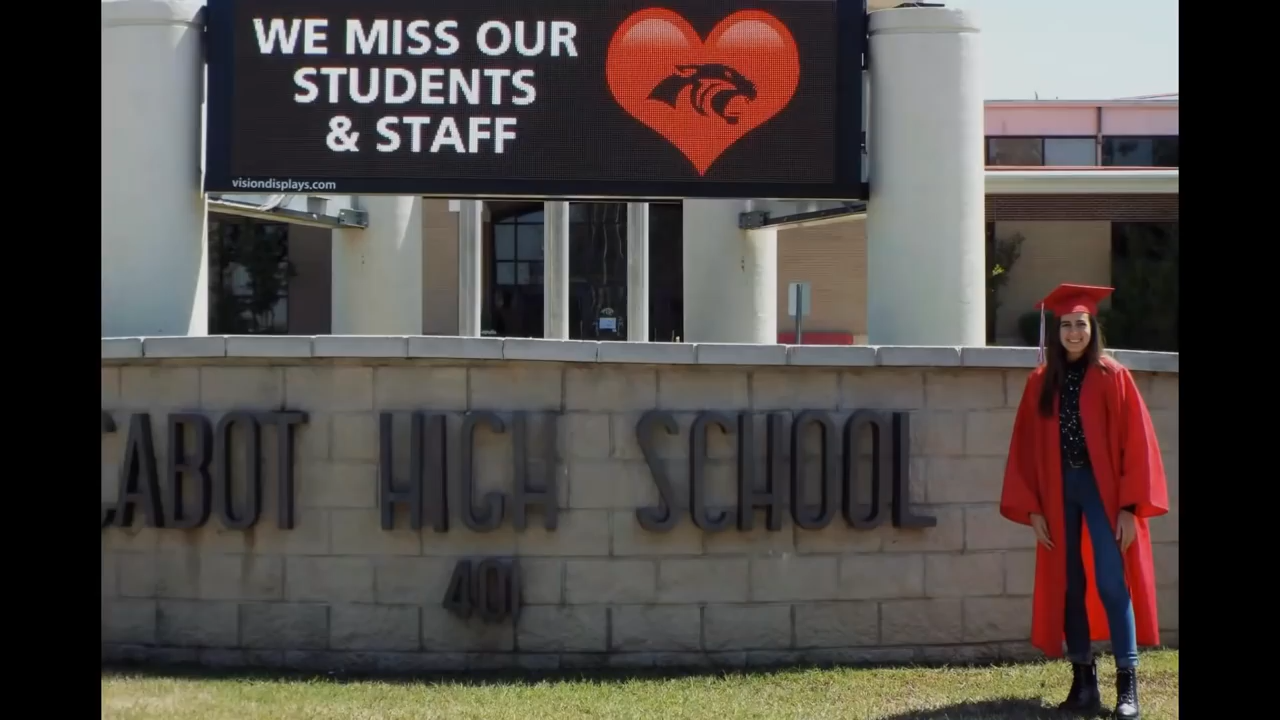 WE MISS OUR
STUDENTS
& STAFF
visiondisplays.com
CABOT HIGH SCHOOL
401